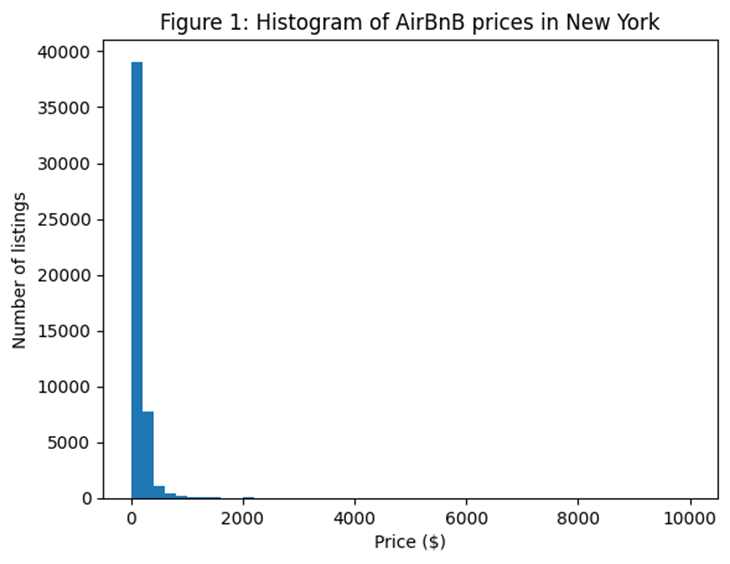 Figure 1: Histogram of AirBnB prices in New York
40000
35000
30000
25000
20000
15000
10000
5000
0
Number of listings
0 2000 4000 6000 8000 10000
Price ($)